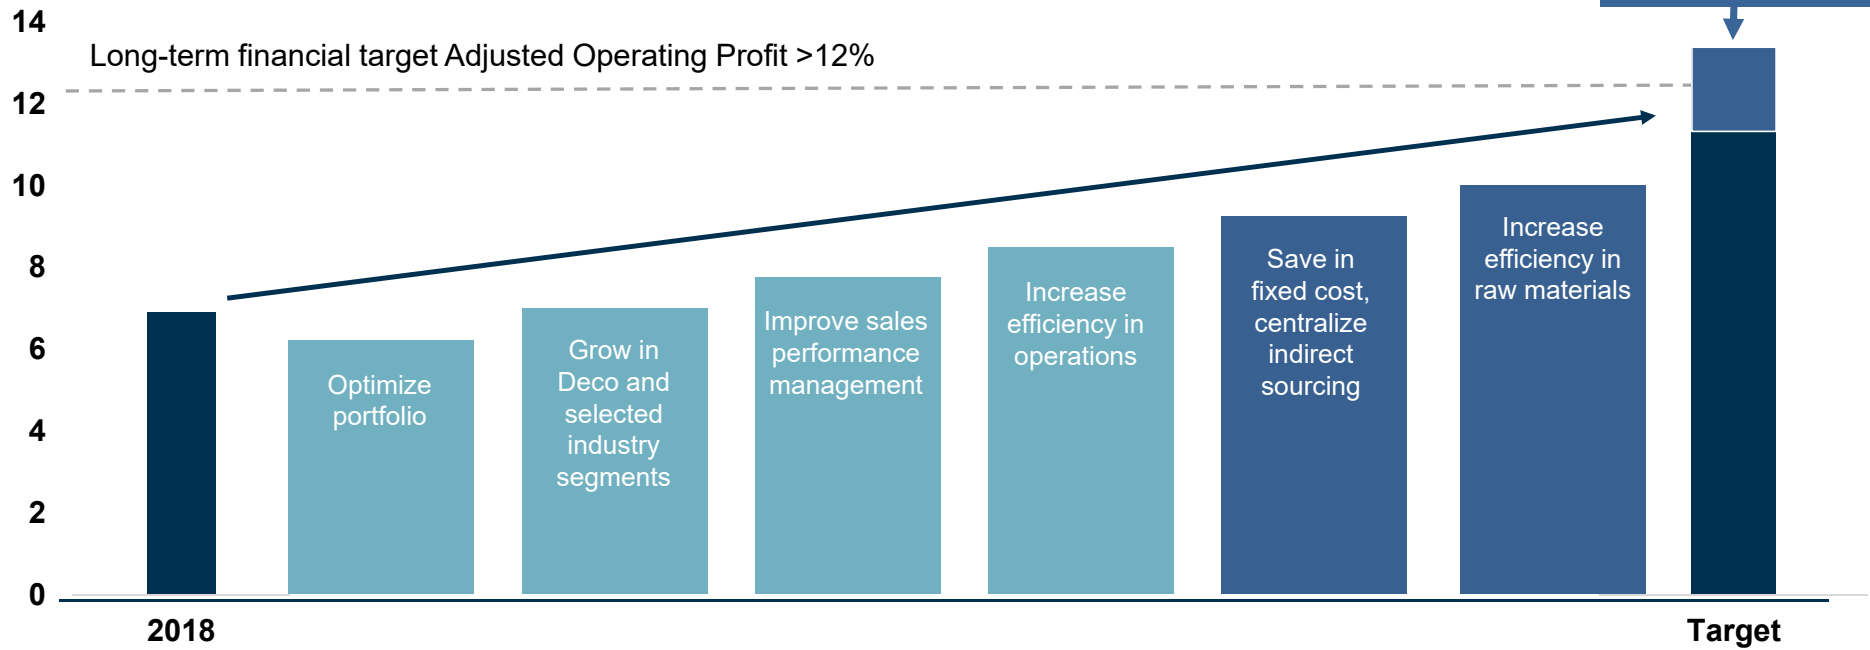 14
Long-term financial target Adjusted Operating Profit >12%
12
10
8
6
4
2
0
Optimize
portfolio
Grow in
Deco and
selected
industry
segments
Improve sales
performance
management
Increase
efficiency in
operations
Save in
fixed cost,
centralize
indirect
sourcing
Increase
efficiency in
raw materials
2018
Target